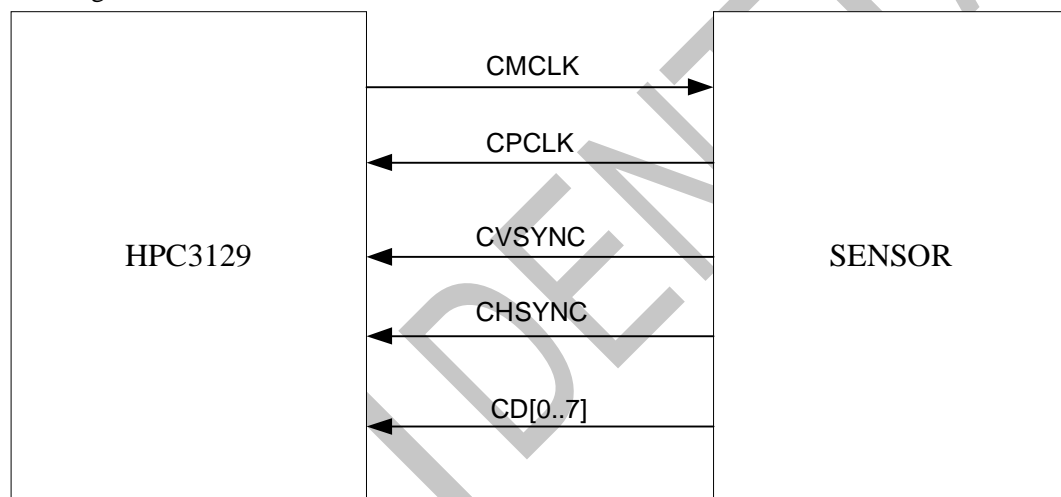 CMCLK
CPCLK
HPC3129
CVSYNC
SENSOR
CHSYNC
CD[0..7]